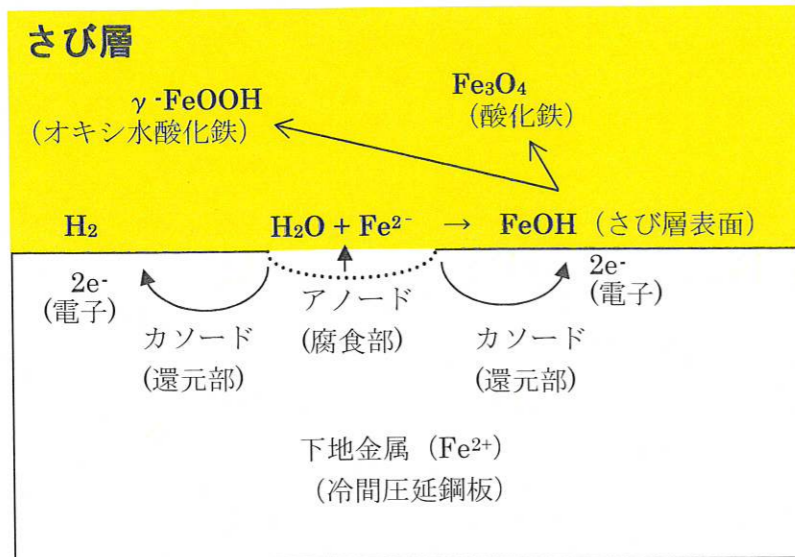 さび層
γ-FeOOH
(オキシ水酸化鉄)
Fe₃O₄
(酸化鉄)
H₂
H₂O + Fe²⁻ → FeOH (さび層表面)
2e-
(電子)
アノード
(腐食部)
2e-
(電子)
カソード
(還元部)
カソード
(還元部)
下地金属 (Fe²⁺)
(冷間圧延鋼板)